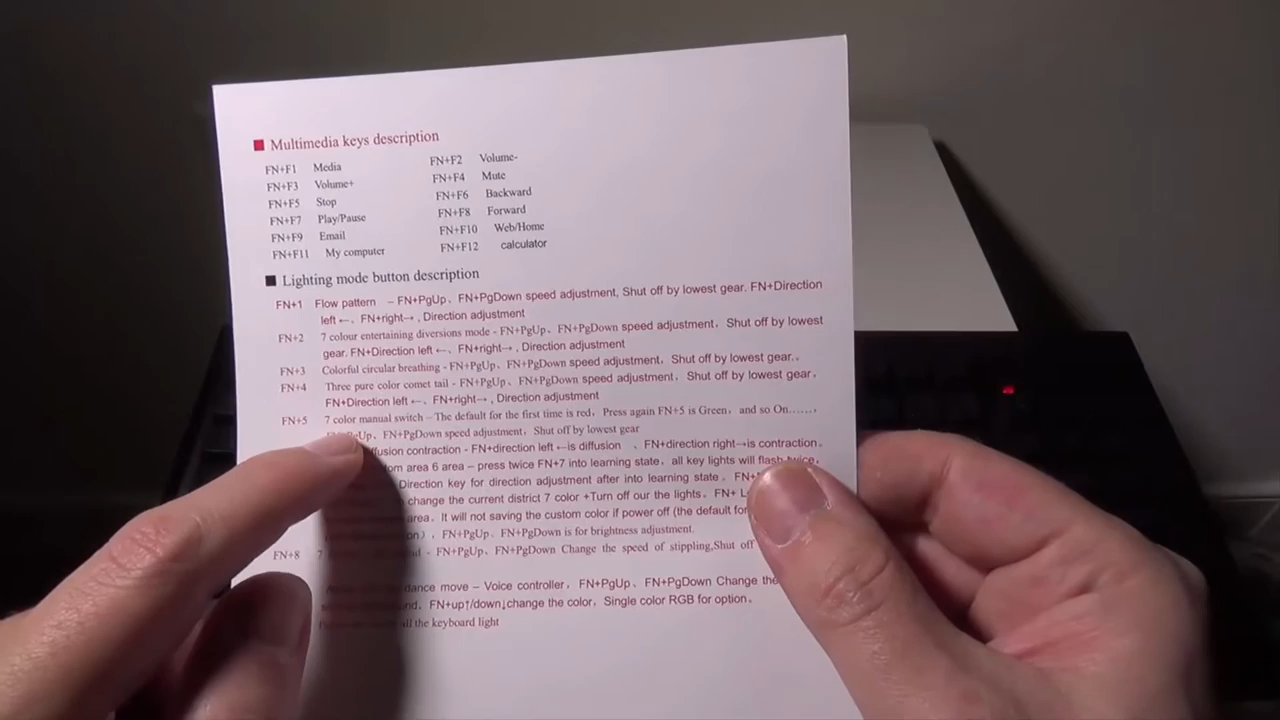 Multimedia keys description
FN+F1 Media FN+F2 Volume-
FN+F3 Volume+ FN+F4 Mute
FN+F5 Stop FN+F6 Backward
FN+F7 Play/Pause FN+F8 Forward
FN+F9 Email FN+F10 Web/Home
FN+F11 My computer FN+F12 calculator
Lighting mode button description
FN+1 Flow pattern – FN+PgUp、FN+PgDown speed adjustment, Shut off by lowest gear. FN+Direction
left ←、FN+right→ , Direction adjustment
FN+2 7 colour entertaining diversions mode - FN+PgUp、FN+PgDown speed adjustment，Shut off by lowest
gear. FN+Direction left ←、FN+right→ , Direction adjustment
FN+3 Colorful circular breathing - FN+PgUp、FN+PgDown speed adjustment，Shut off by lowest gear.。
FN+4 Three pure color comet tail - FN+PgUp、FN+PgDown speed adjustment，Shut off by lowest gear。
FN+Direction left ←、FN+right→ , Direction adjustment
FN+5 7 color manual switch – The default for the first time is red，Press again FN+5 is Green，and so On……，
FN+PgDown speed adjustment，Shut off by lowest gear
contraction - FN+direction left ←is diffusion 、FN+direction right→is contraction。
area 6 area – press twice FN+7 into learning state，all key lights will flash twice，
Direction key for direction adjustment after into learning state 。
change the current district 7 color +Turn off our the lights。FN+
area。It will not saving the custom color if power off (the default for
，FN+PgUp、FN+PgDown is for brightness adjustment.
FN+8 7 - FN+PgUp、FN+PgDown Change the speed of stippling,Shut off
dance move – Voice controller，FN+PgUp、FN+PgDown Change the
FN+up↑/down↓change the color，Single color RGB for option。
all the keyboard light